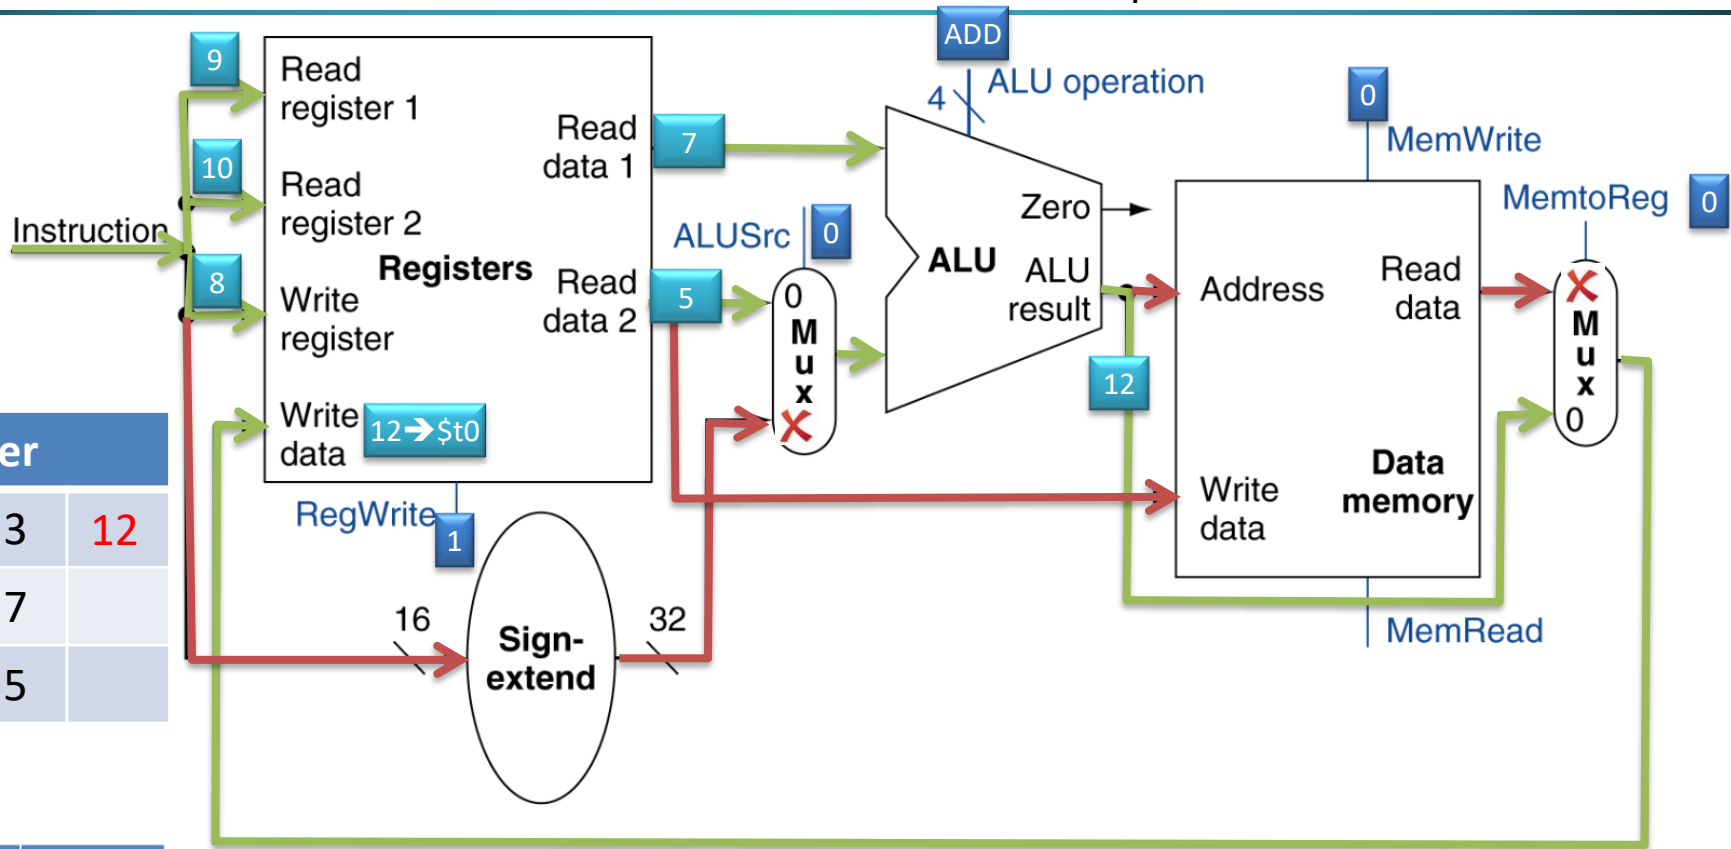 ADD
9
Read
register 1
10
Read
register 2
Instruction
8
Write
register
Registers
Write
data
12→$t0
Read
data 1
7
Read
data 2
5
RegWrite
1
ALUSrc
0
0
M
u
x
4
ALU operation
Zero
ALU
ALU
result
12
0
MemWrite
Address
Read
data
Write
data
Data
memory
MemRead
MemtoReg
0
M
u
x
0
16
Sign-
extend
32
er
3 12
7
5